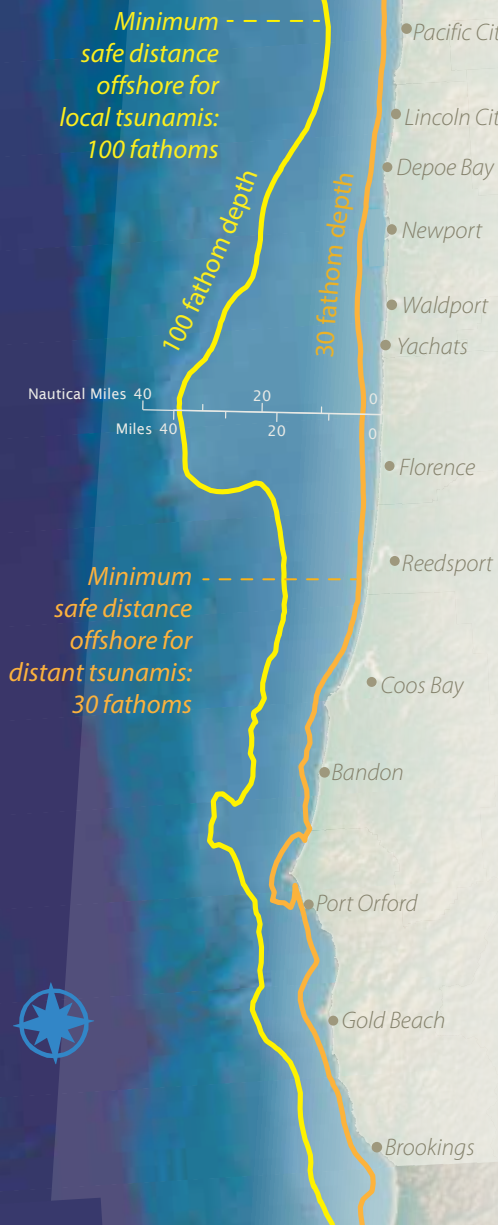 Minimum
safe distance
offshore for
local tsunamis:
100 fathoms
Pacific Cit
Lincoln Cit
Depoe Bay
100 fathom depth
30 fathom depth
Newport
Waldport
Yachats
Nautical Miles 40 20 0
Miles 40 20 0
Florence
Reedsport
Minimum
safe distance
offshore for
distant tsunamis:
30 fathoms
Coos Bay
Bandon
Port Orford
Gold Beach
Brookings